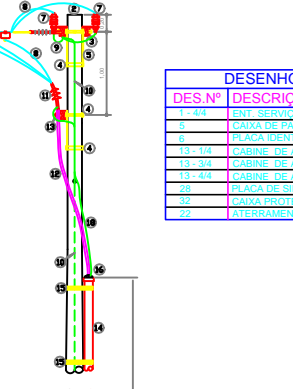 8
7
2
7
9
3
1.00
6
4
5
10
11
4
13
4
12
10
10
16
15
14
15
DESENHO
DES.Nº DESCRIÇ
1 - 4/4 ENT. SERVIÇ
5 CAIXA DE PA
6 PLACA IDENT
13 - 1/4 CABINE DE A
13 - 3/4 CABINE DE A
13 - 4/4 CABINE DE A
28 PLACA DE SI
32 CAIXA PROTE
22 ATERRAMEN